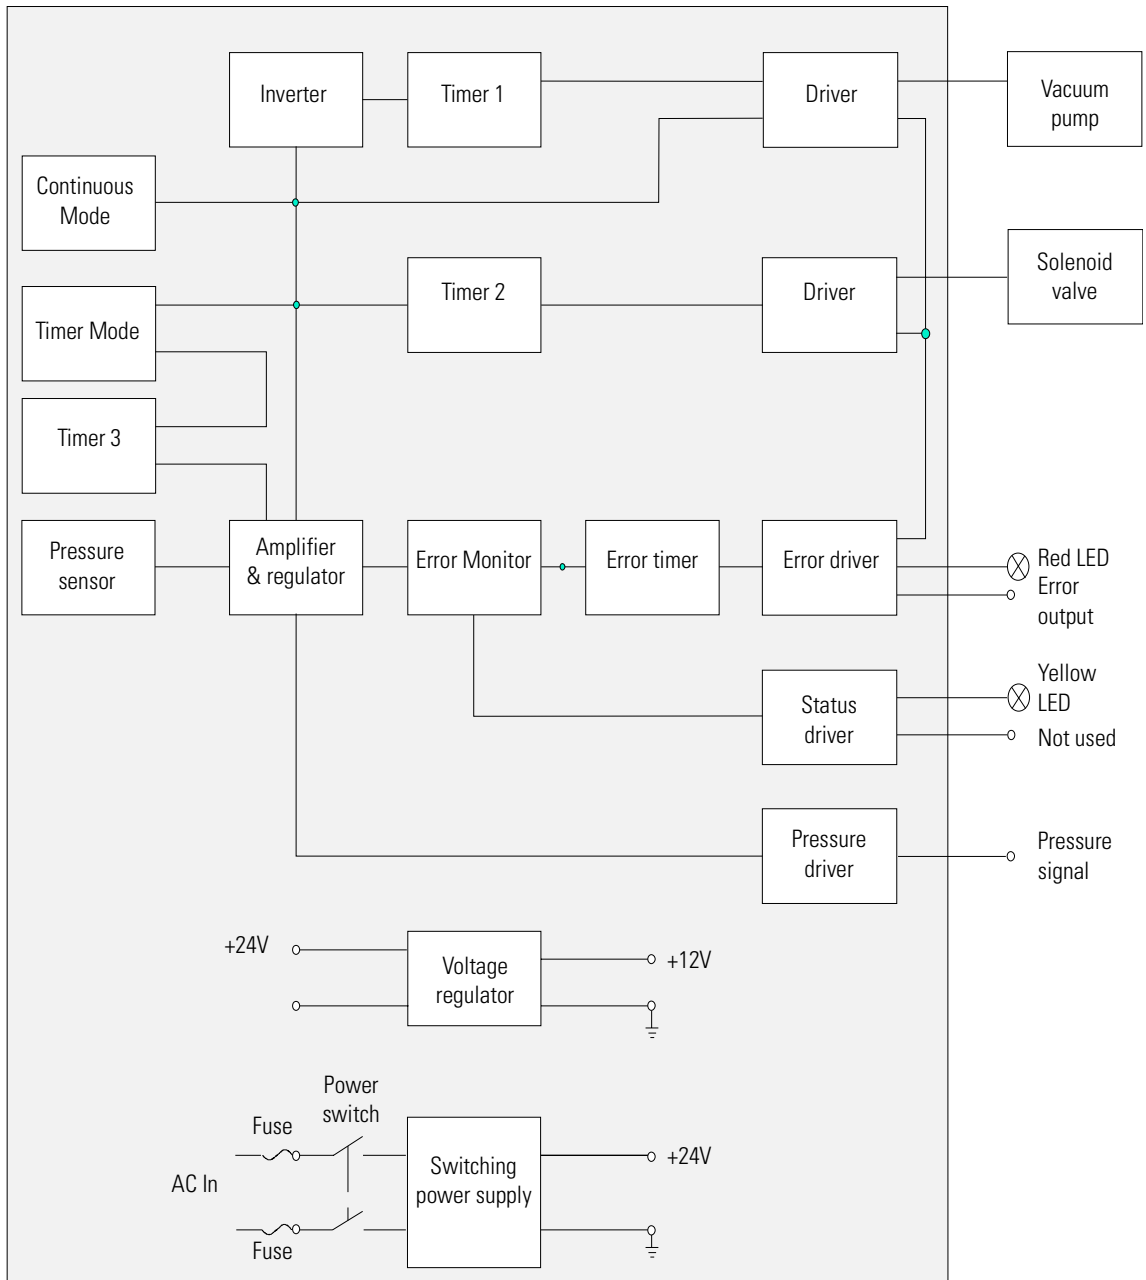 Inverter
Timer 1
Driver
Vacuum
pump
Continuous
Mode
Timer 2
Driver
Solenoid
valve
Timer Mode
Timer 3
Pressure
sensor
Amplifier
& regulator
Error Monitor
Error timer
Error driver
Red LED
Error
output
Status
driver
Yellow
LED
Not used
Pressure
driver
Pressure
signal
+24V
Voltage
regulator
+12V
Power
switch
Fuse
AC In
Switching
power supply
+24V
Fuse